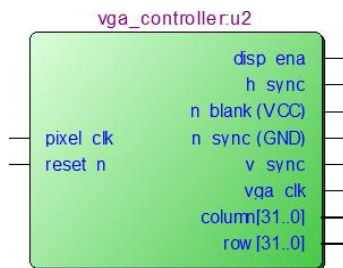 vga_controller:u2
disp ena
h sync
n blank (VCC)
pixel clk n sync (GND)
reset n v sync
vga clk
column[31..0]
row [31..0]